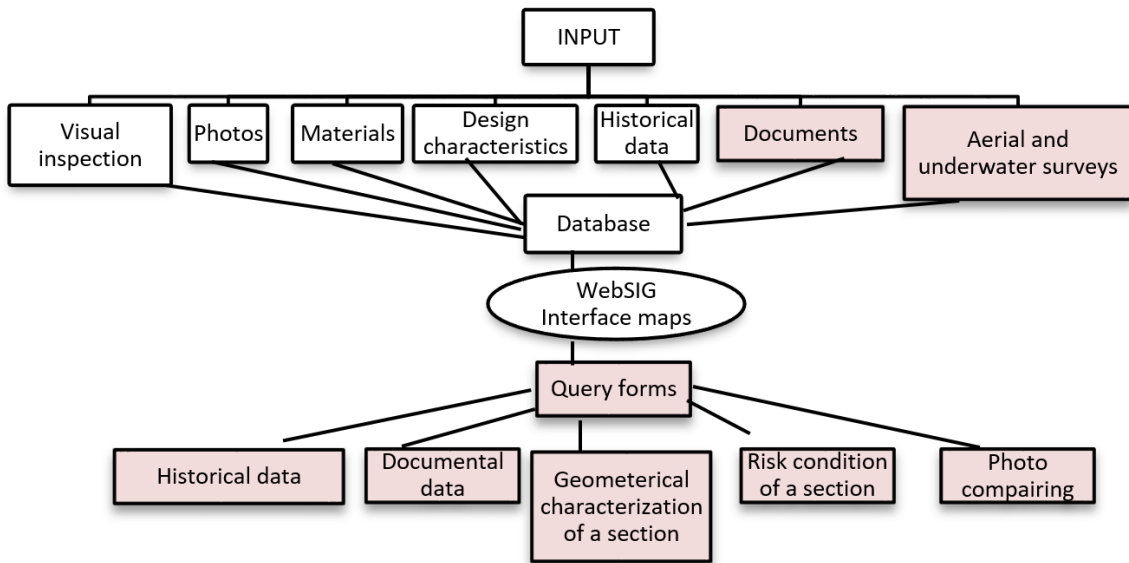 INPUT
Visual
inspection
Photos
Materials
Design
characteristics
Historical
data
Documents
Aerial and
underwater surveys
Database
WebSIG
Interface maps
Query forms
Historical data
Documental
data
Geometerical
characterization
of a section
Risk condition
of a section
Photo
compairing